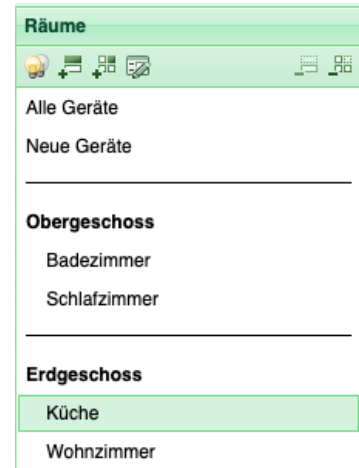 Räume
Alle Geräte
Neue Geräte
Obergeschoss
Badezimmer
Schlafzimmer
Erdgeschoss
Küche
Wohnzimmer